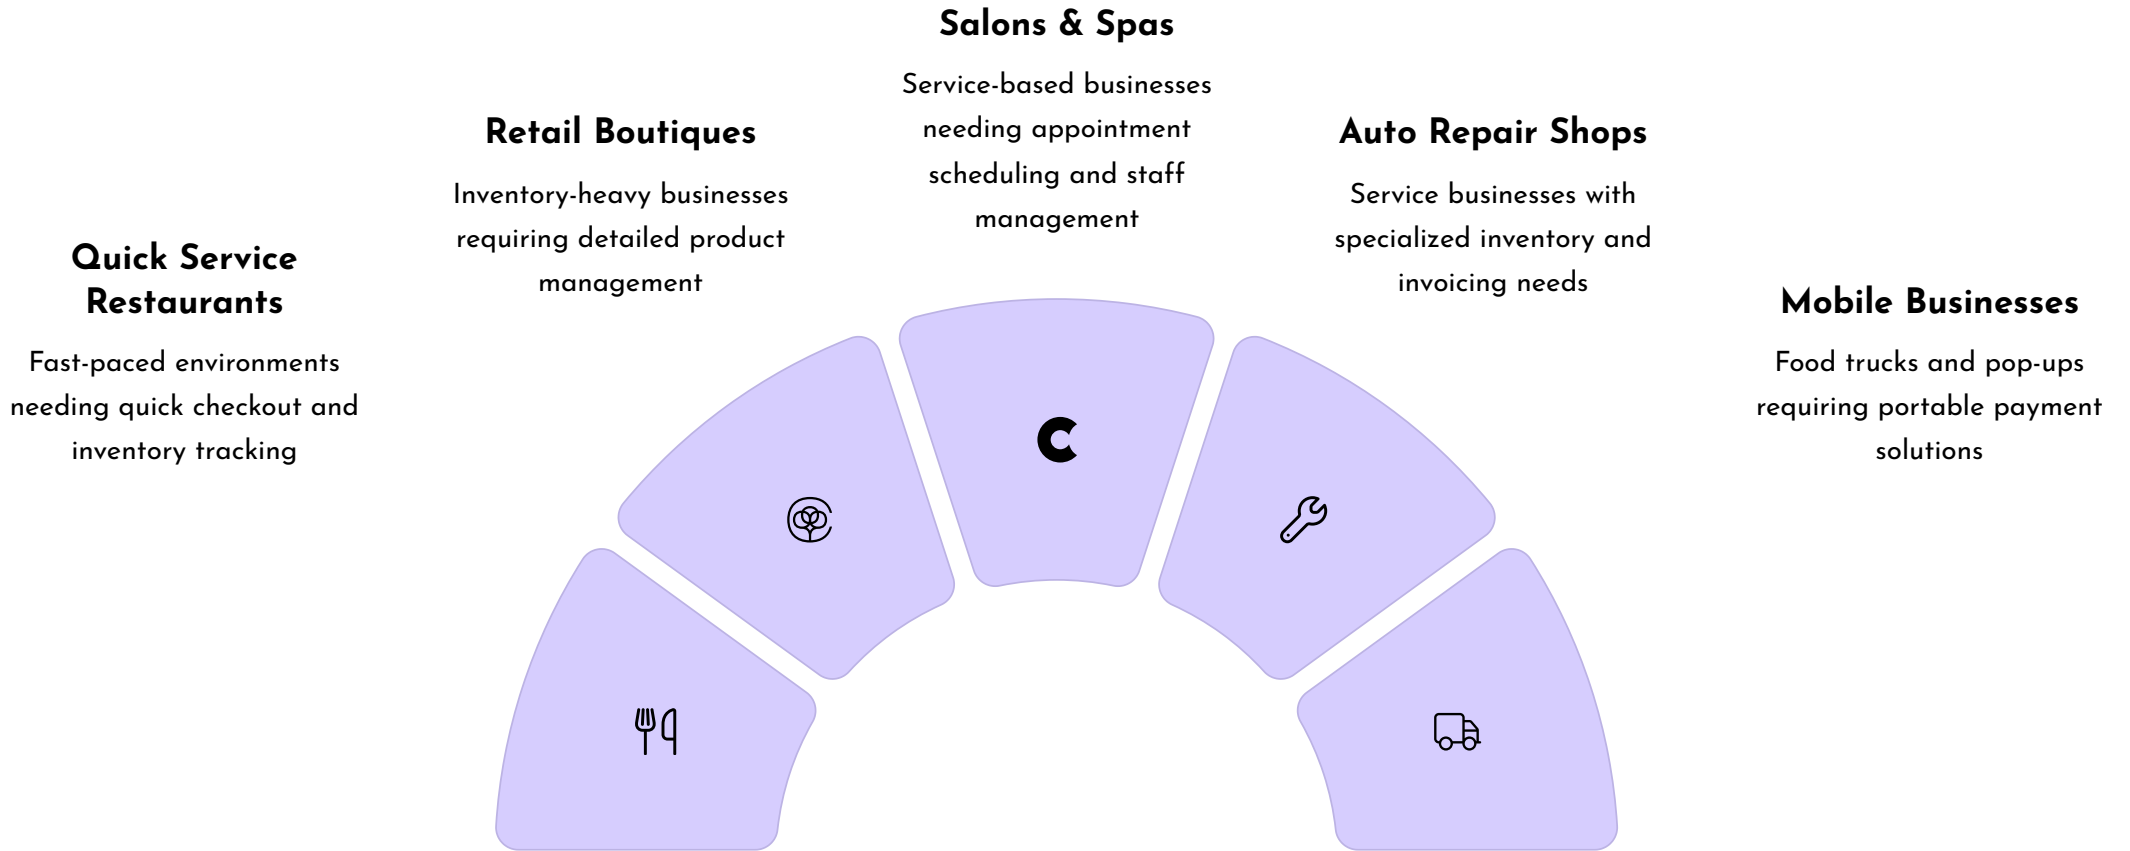 Salons & Spas
Service-based businesses
needing appointment
scheduling and staff
management
Retail Boutiques
Inventory-heavy businesses
requiring detailed product
management
Auto Repair Shops
Service businesses with
specialized inventory and
invoicing needs
Quick Service
Restaurants
Fast-paced environments
needing quick checkout and
inventory tracking
Mobile Businesses
Food trucks and pop-ups
requiring portable payment
solutions